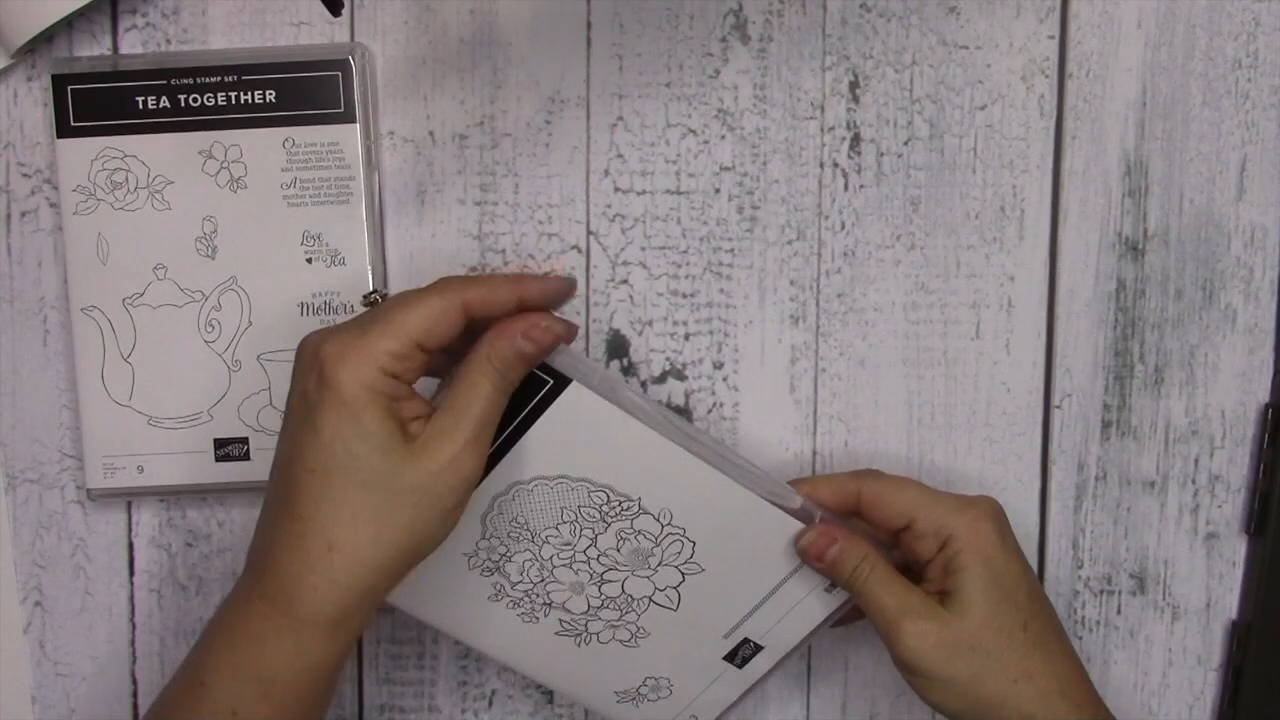 CLING STAMP SET
TEA TOGETHER
Our love is one
that covers years,
through life's joys
and sometimes tears.
A bond that stands
the test of time,
mother and daughter
hearts intertwined.
Love
is a
warm cup
of Tea
HAPPY
Mother's
DAY
STAMPIN'
UP!
9